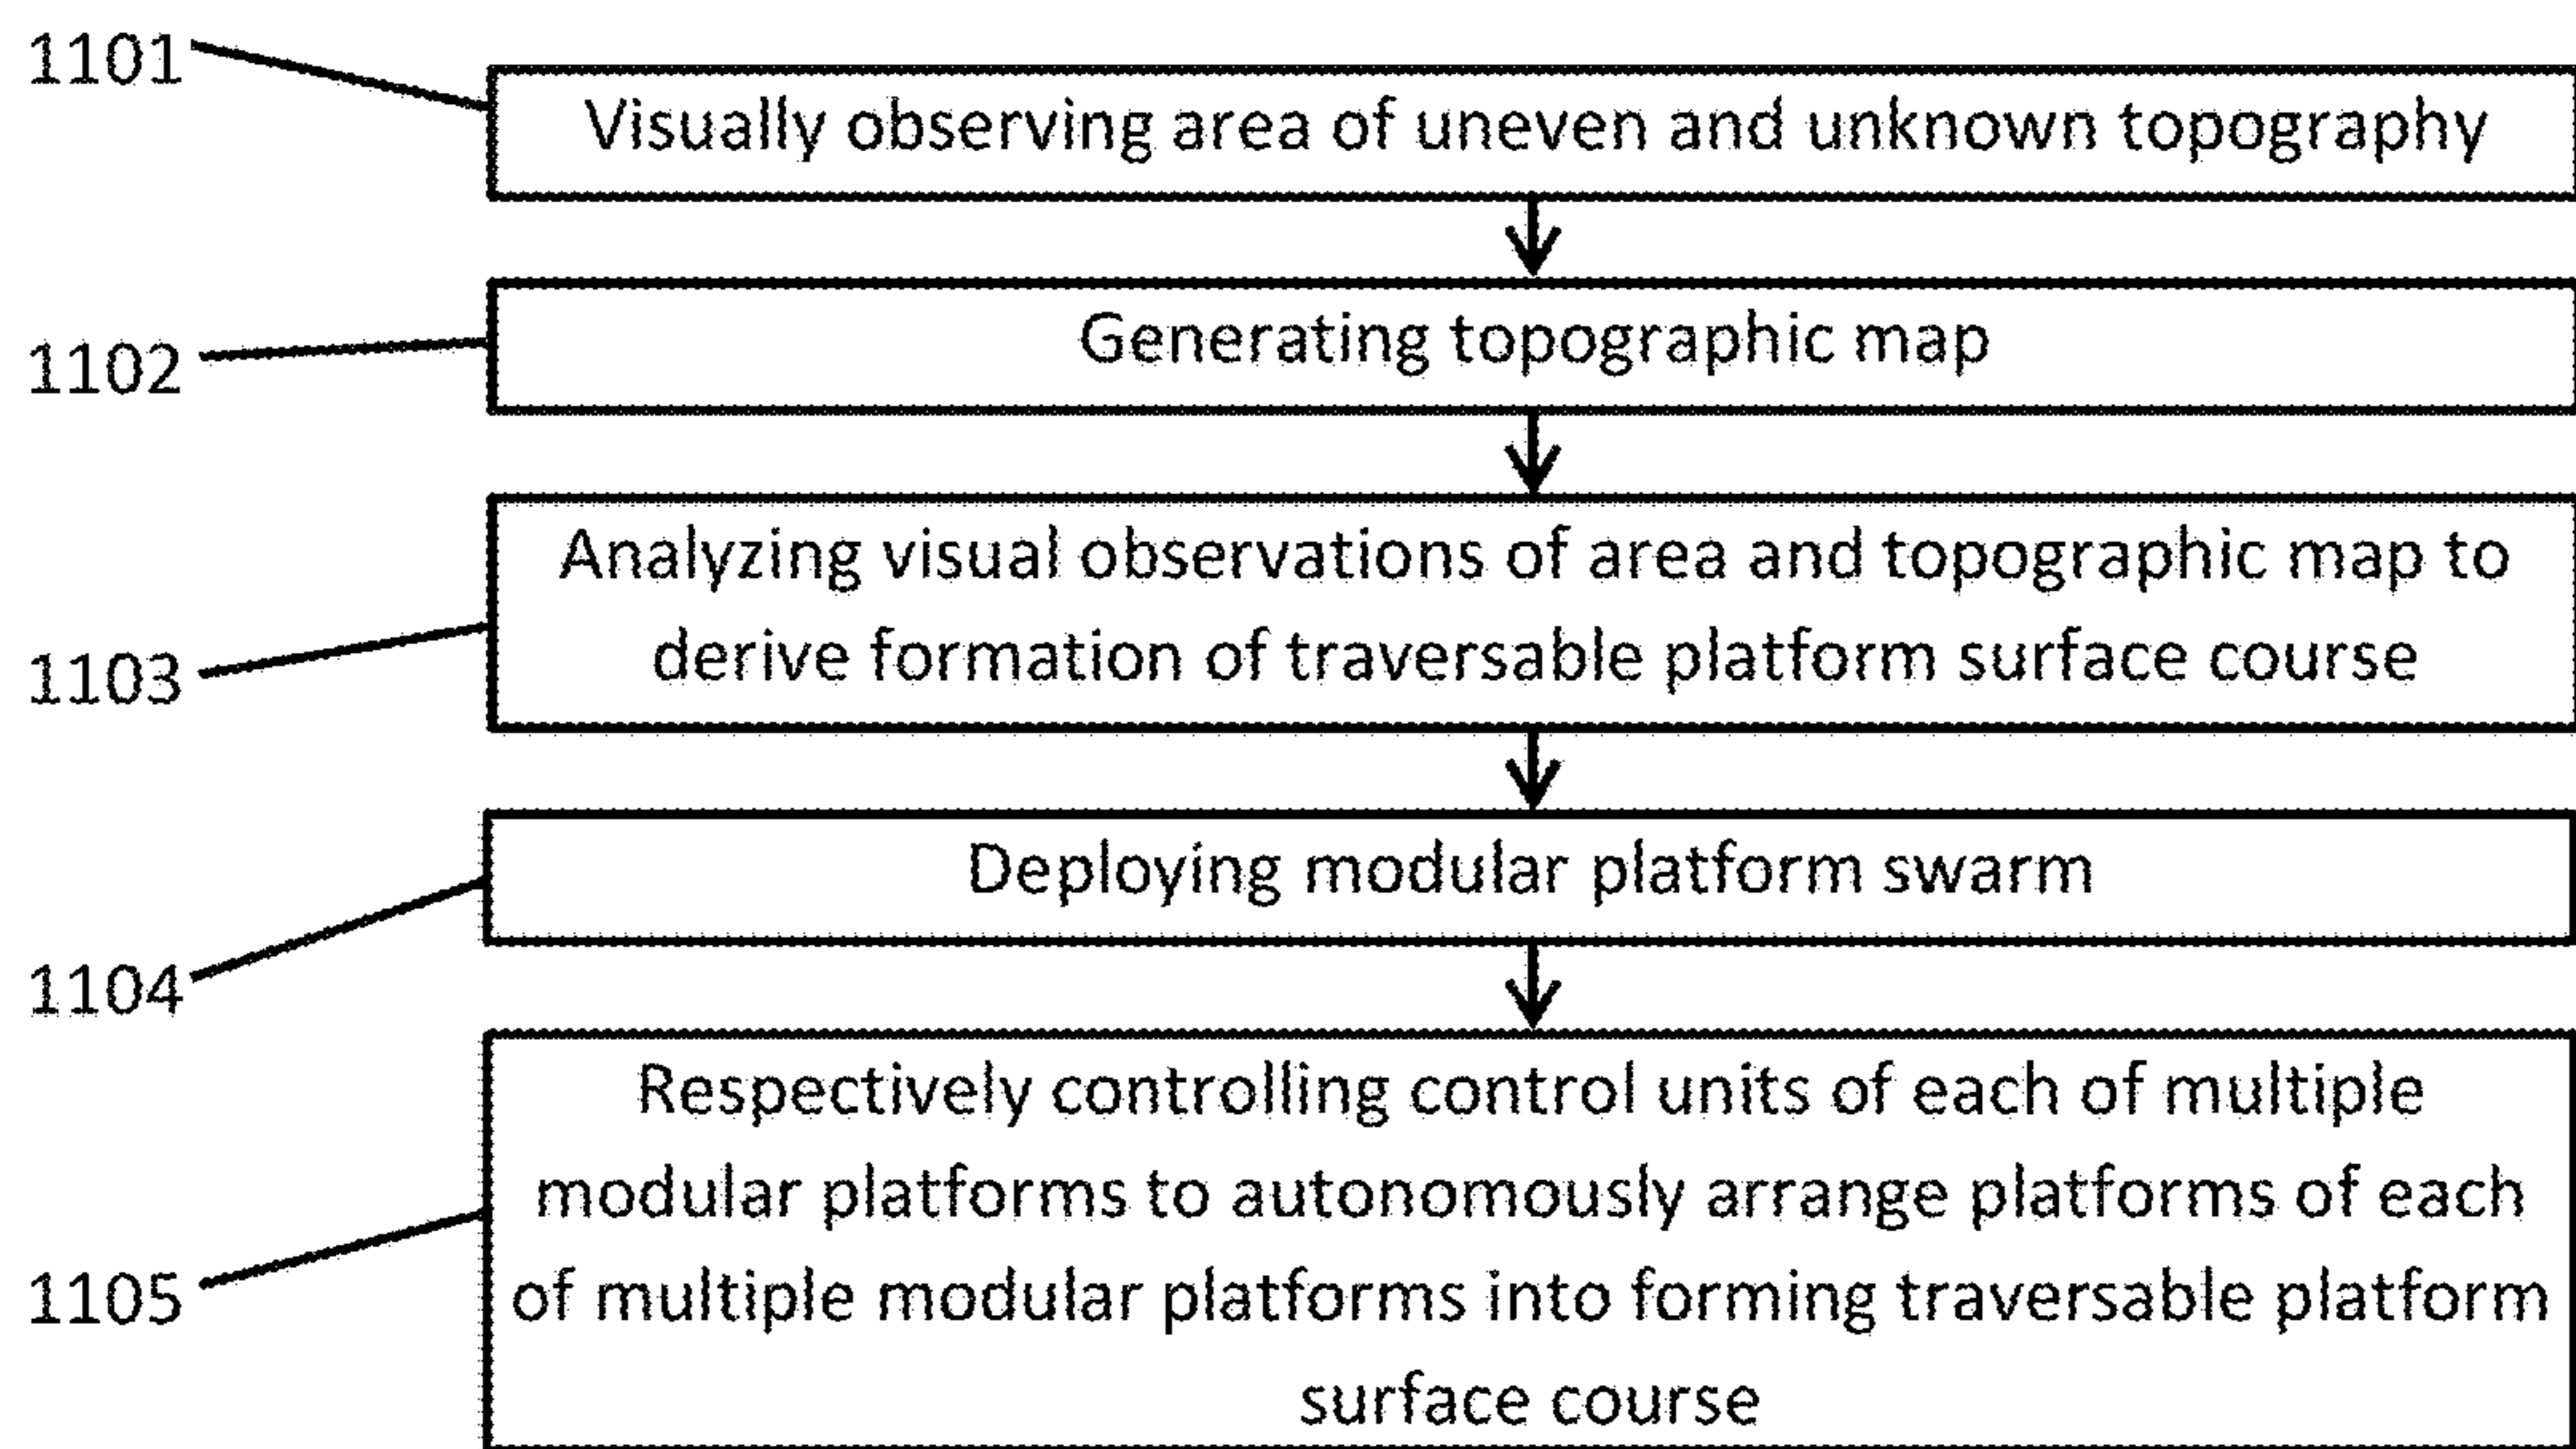 1101
Visually observing area of uneven and unknown topography
Generating topographic map
1102
Analyzing visual observations of area and topographic map to
derive formation of traversable platform surface course
1103
Deploying modular platform swarm
1104
Respectively controlling control units of each of multiple
modular platforms to autonomously arrange platforms of each
of multiple modular platforms into forming traversable platform
surface course
1105